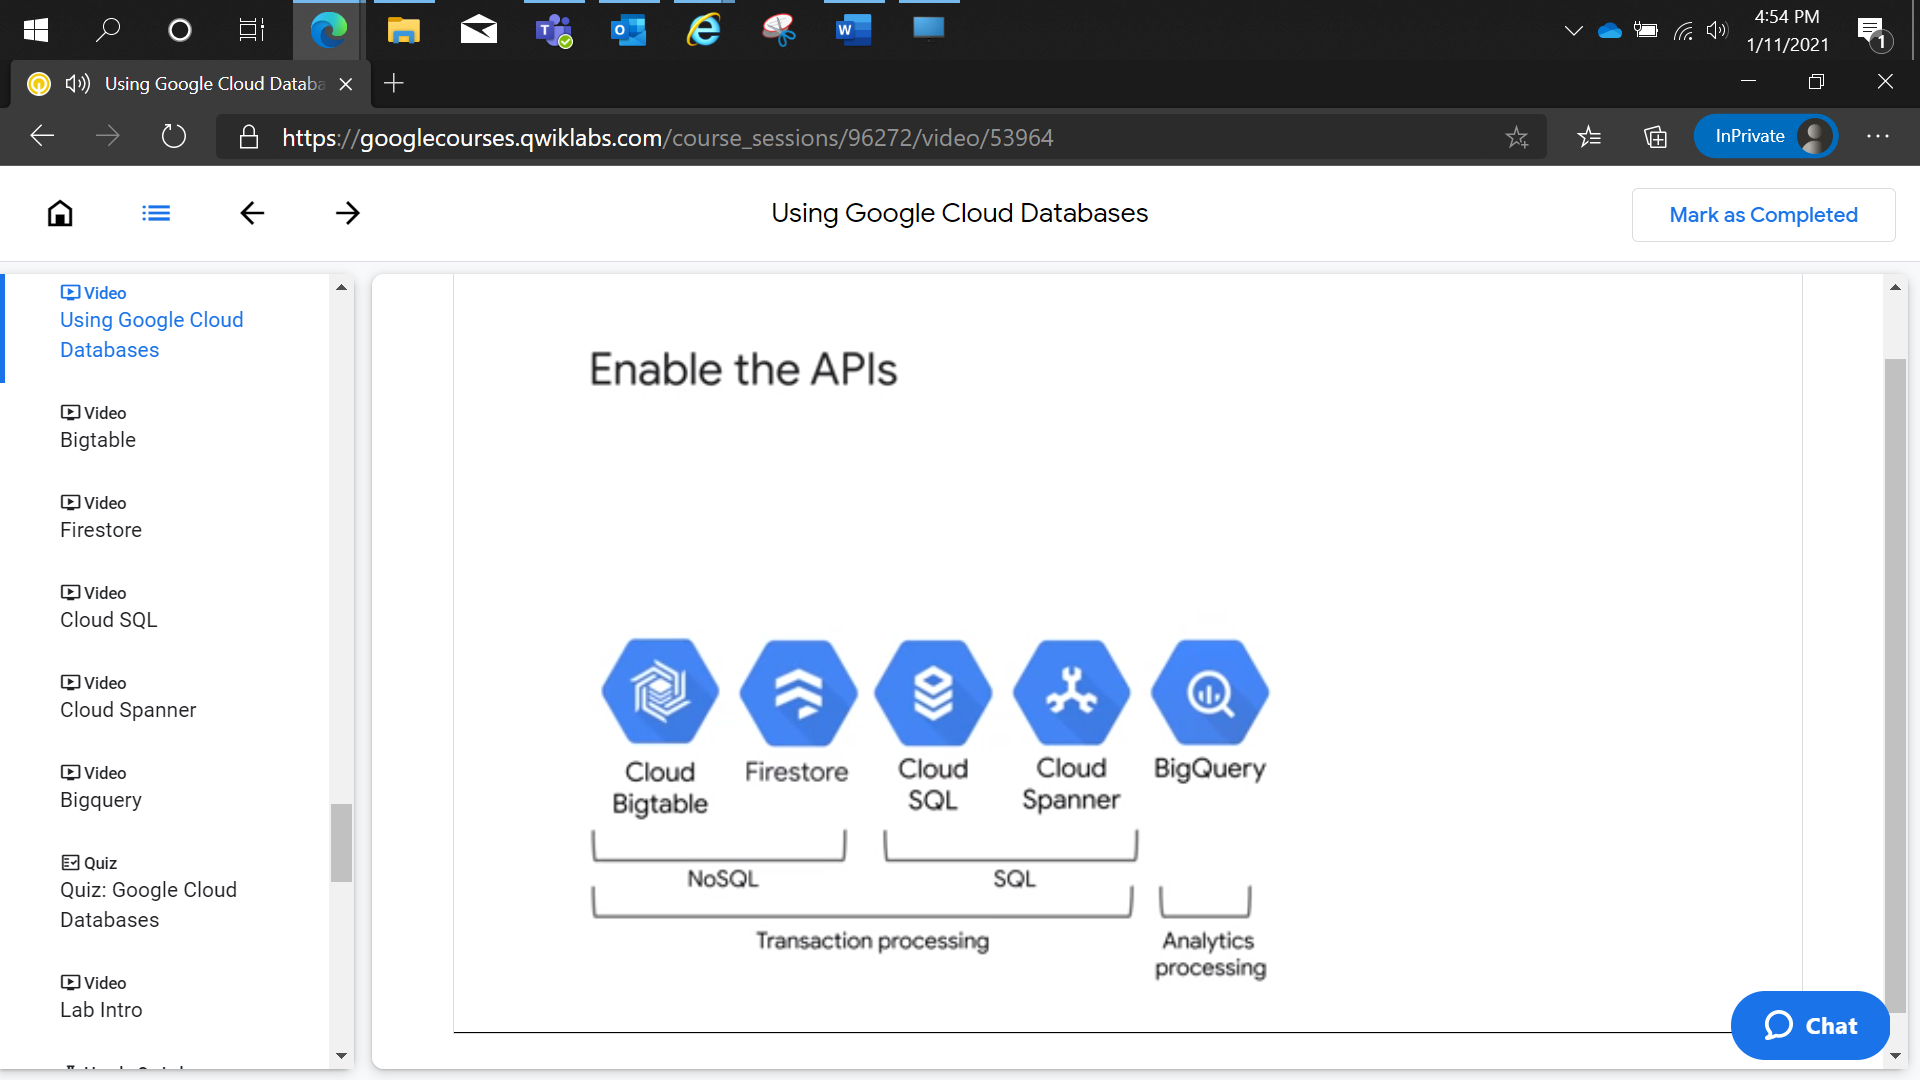 4:54 PM
1/11/2021
1
Using Google Cloud Databa
https://googlecourses.qwiklabs.com/course_sessions/96272/video/53964
InPrivate
Using Google Cloud Databases
Mark as Completed
Video
Using Google Cloud
Databases
Video
Bigtable
Video
Firestore
Video
Cloud SQL
Video
Cloud Spanner
Video
Bigquery
Quiz
Quiz: Google Cloud
Databases
Video
Lab Intro
Enable the APIs
Cloud
Bigtable
Firestore
Cloud
SQL
Cloud
Spanner
BigQuery
NoSQL
SQL
Transaction processing
Analytics
processing
Chat